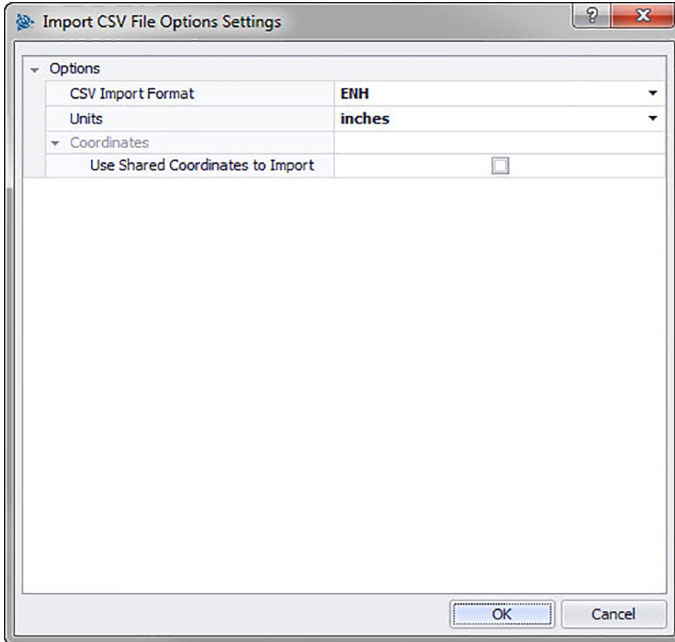 Import CSV File Options Settings
?
Options
CSV Import Format ENH
Units inches
Coordinates
Use Shared Coordinates to Import
OK Cancel